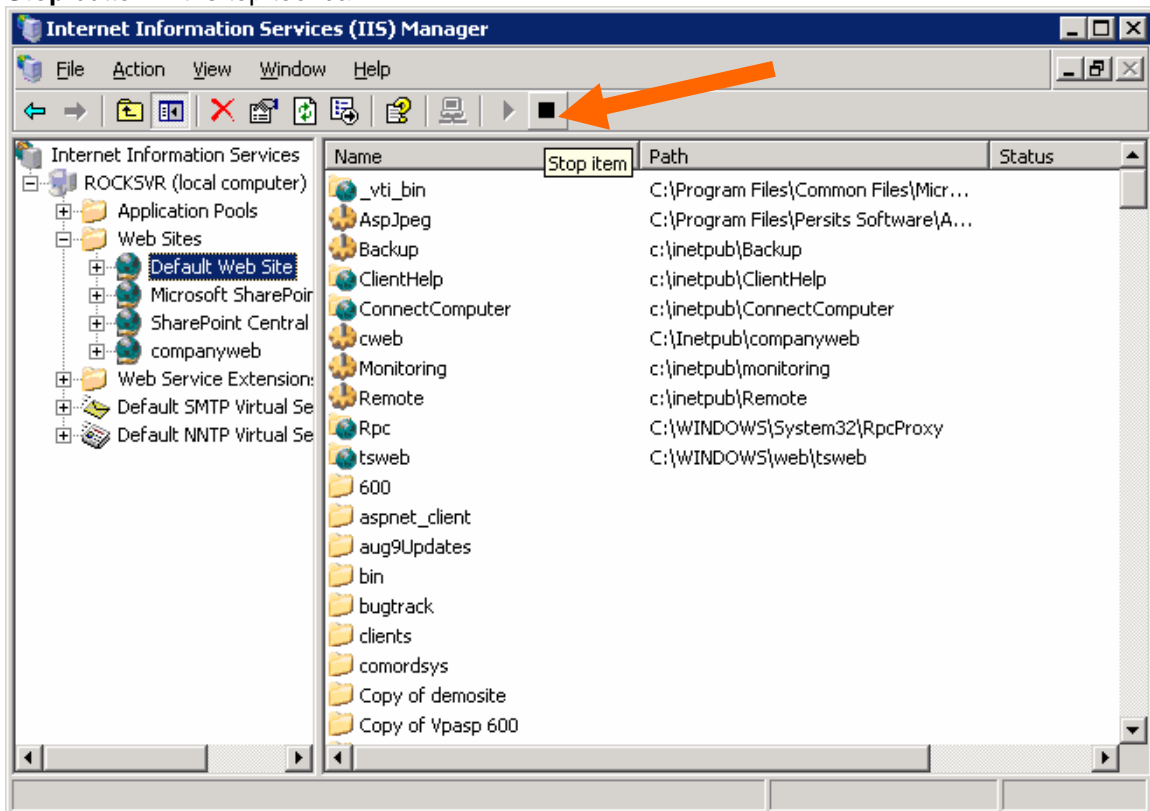 Internet Information Services (IIS) Manager
File Action View Window Help
Stop item
Internet Information Services
ROCKSVR (local computer)
Application Pools
Web Sites
Default Web Site
Microsoft SharePoir
SharePoint Central
companyweb
Web Service Extension
Default SMTP Virtual Se
Default NNTP Virtual Se
Name Path Status
_vti_bin C:\Program Files\Common Files\Micr...
AspJpeg C:\Program Files\Persits Software\A...
Backup c:\inetpub\Backup
ClientHelp c:\inetpub\ClientHelp
ConnectComputer c:\inetpub\ConnectComputer
cweb C:\Inetpub\companyweb
Monitoring c:\inetpub\monitoring
Remote c:\inetpub\Remote
Rpc C:\WINDOWS\System32\RpcProxy
tsweb C:\WINDOWS\web\tsweb
600
aspnet_client
aug9Updates
bin
bugtrack
clients
comordsys
Copy of demosite
Copy of Vpasp 600